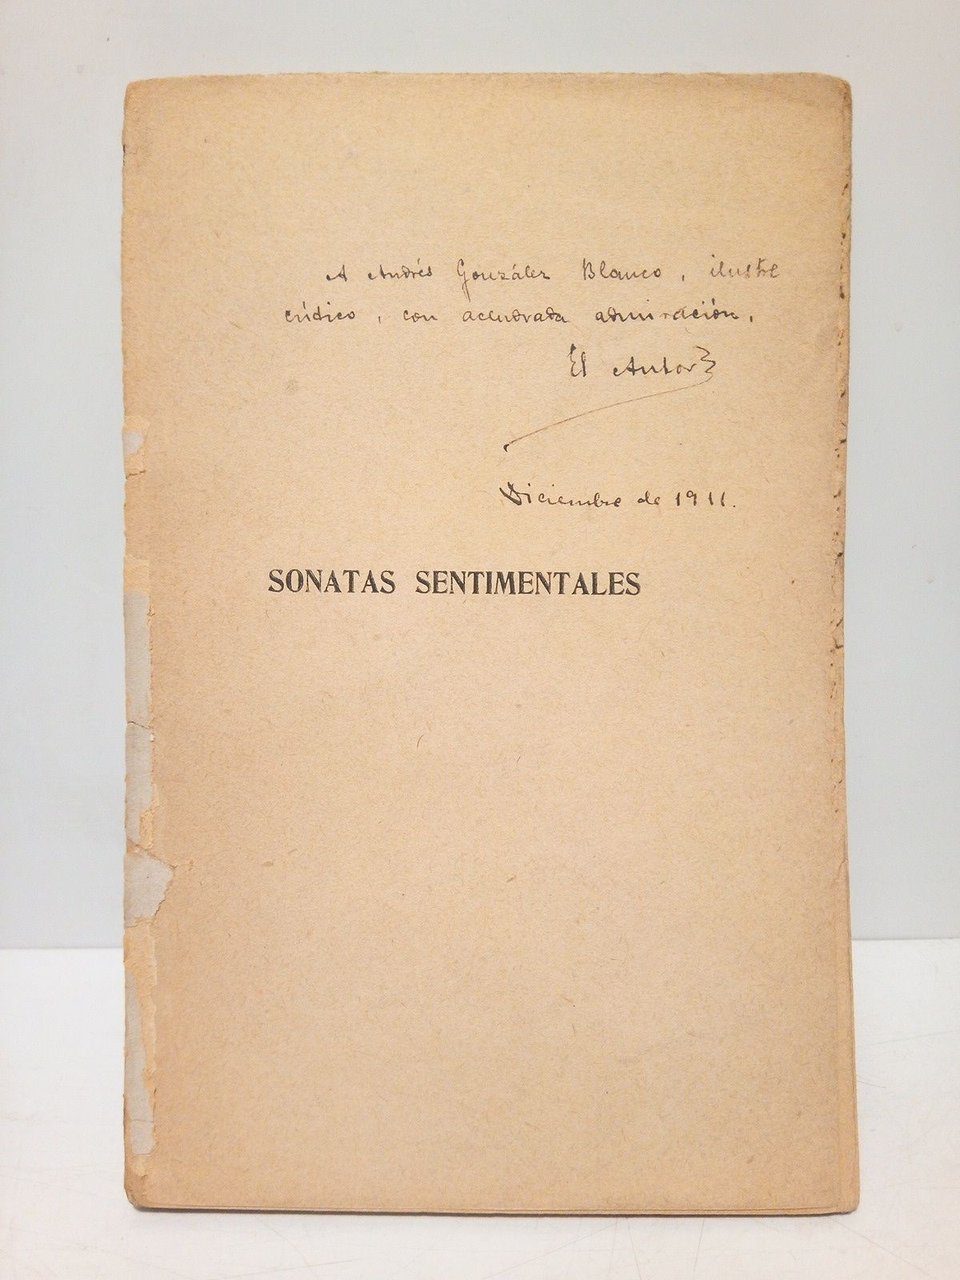 A Andrés González Blanco, ilustre
crítico, con acendrada admiración,
El Autor
Diciembre de 1911.
SONATAS SENTIMENTALES